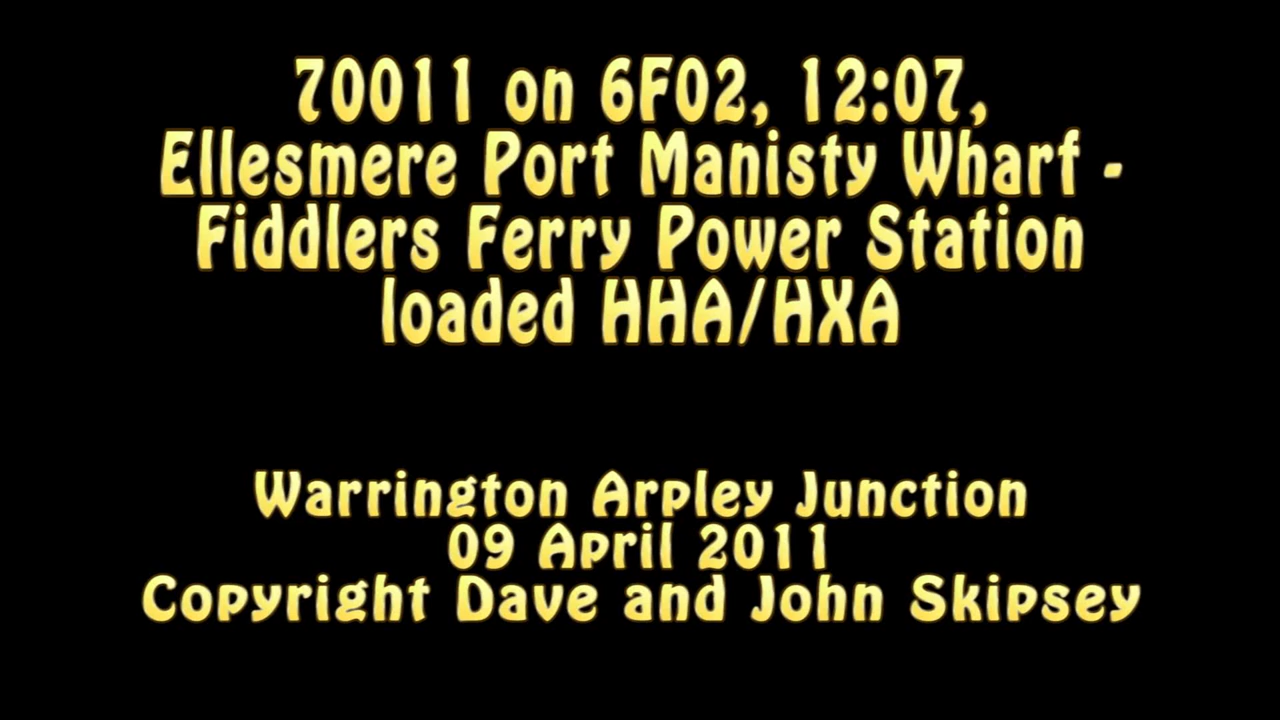 70011 on 6F02, 12:07,
Ellesmere Port Manisty Wharf -
Fiddlers Ferry Power Station
loaded HHA/HXA
Warrington Arpley Junction
09 April 2011
Copyright Dave and John Skipsey